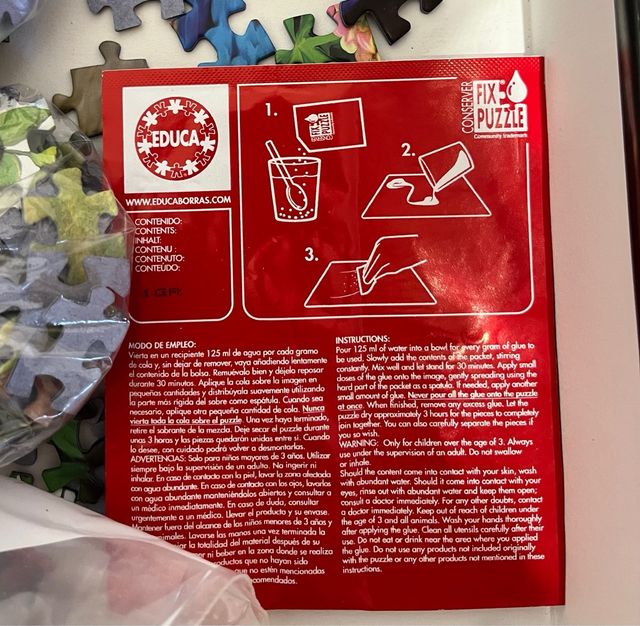 EDUCA
WWW.EDUCABORRAS.COM
CONTENIDO:
CONTENTS:
INHALT:
CONTENU :
CONTENUTO:
CONTEÚDO:
1.
FIX
PUZZLE
2.
3.
CONSERVER
FIX
PUZZLE
Community trademark
MODO DE EMPLEO:
Vierta en un recipiente 125 ml de agua por cada gramo
de cola y, sin dejar de remover, vaya añadiendo lentamente
el contenido de la bolsa. Remuévalo bien y déjelo reposar
durante 30 minutos. Aplique la cola sobre la imagen en
pequeñas cantidades y distribúyala suavemente utilizando
la parte más rígida del sobre como espátula. Cuando sea
necesario, aplique otra pequeña cantidad de cola. Nunca
vierta toda la cola sobre el puzzle. Una vez haya terminado,
retire el sobrante de la mezcla. Deje secar el puzzle durante
unas 3 horas y las piezas quedarán unidas entre sí. Cuando
lo desee, con cuidado podrá volver a desmontarlas.
ADVERTENCIAS: Solo para niños mayores de 3 años. Utilizar
siempre bajo la supervisión de un adulto. No ingerir ni
inhalar. En caso de contacto con la piel, lavar la zona afectada
con agua abundante. En caso de contacto con los ojos, lavarlos
con agua abundante manteniéndolos abiertos y consultar a
un médico inmediatamente. En caso de duda, consultar
urgentemente a un médico. Llevar el producto y su envase.
Mantener fuera del alcance de los niños menores de 3 años y
animales. Lavarse las manos una vez terminada la
la totalidad del material después de su
ni beber en la zona donde se realiza
productos que no hayan sido
que no estén mencionadas
recomendados.
INSTRUCTIONS:
Pour 125 ml of water into a bowl for every gram of glue to
be used. Slowly add the contents of the packet, stirring
constantly. Mix well and let stand for 30 minutes. Apply small
doses of the glue onto the image, gently spreading using the
hard part of the packet as a spatula. If needed, apply another
small amount of glue. Never pour all the glue onto the puzzle
at once. When finished, remove any excess glue. Let the
puzzle dry approximately 3 hours for the pieces to completely
join together. You can also carefully separate the pieces if
you so wish.
WARNING: Only for children over the age of 3. Always
use under the supervision of an adult. Do not swallow
or inhale.
Should the content come into contact with your skin, wash
with abundant water. Should it come into contact with your
eyes, rinse out with abundant water and keep them open;
consult a doctor immediately. For any other doubts, contact
a doctor immediately. Keep out of reach of children under
the age of 3 and all animals. Wash your hands thoroughly
after applying the glue. Clean all utensils carefully after their
use. Do not eat or drink near the area where you applied
the glue. Do not use any products not included originally
with the puzzle or any other products not mentioned in these
instructions.